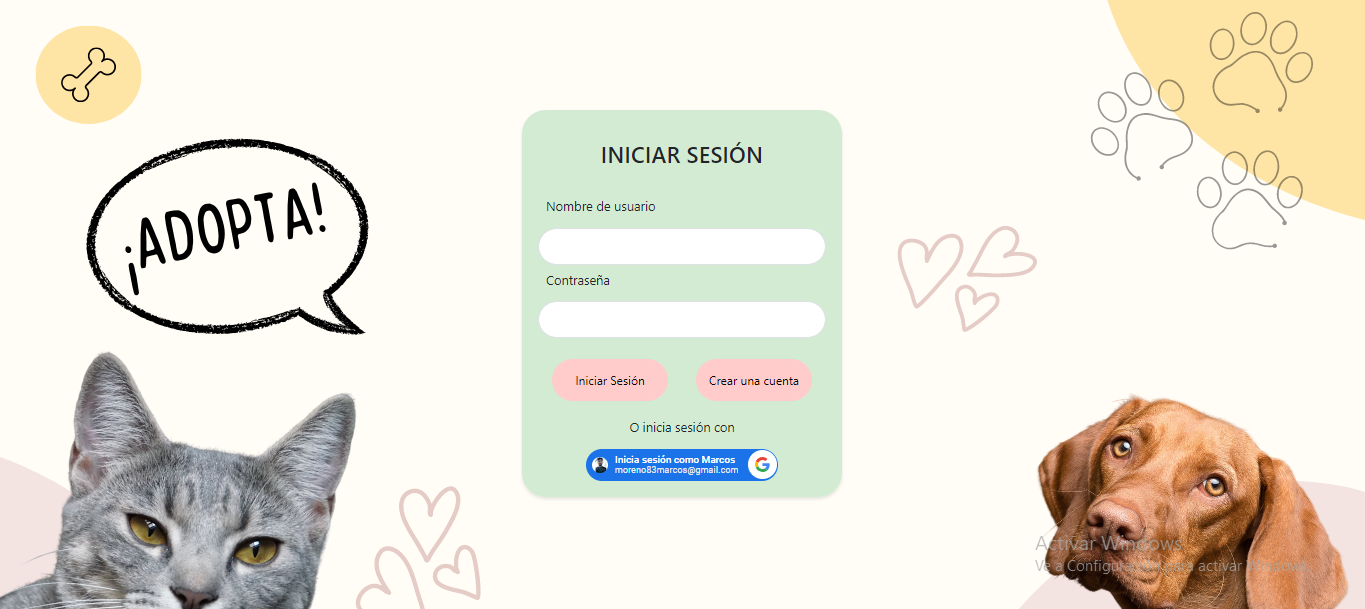 ¡ADOPTA!
INICIAR SESIÓN
Nombre de usuario
Contraseña
Iniciar Sesión
Crear una cuenta
O inicia sesión con
Inicia sesión como Marcos
moreno83marcos@gmail.com
Activar Windows
Ve a Configuración para activar Windows.